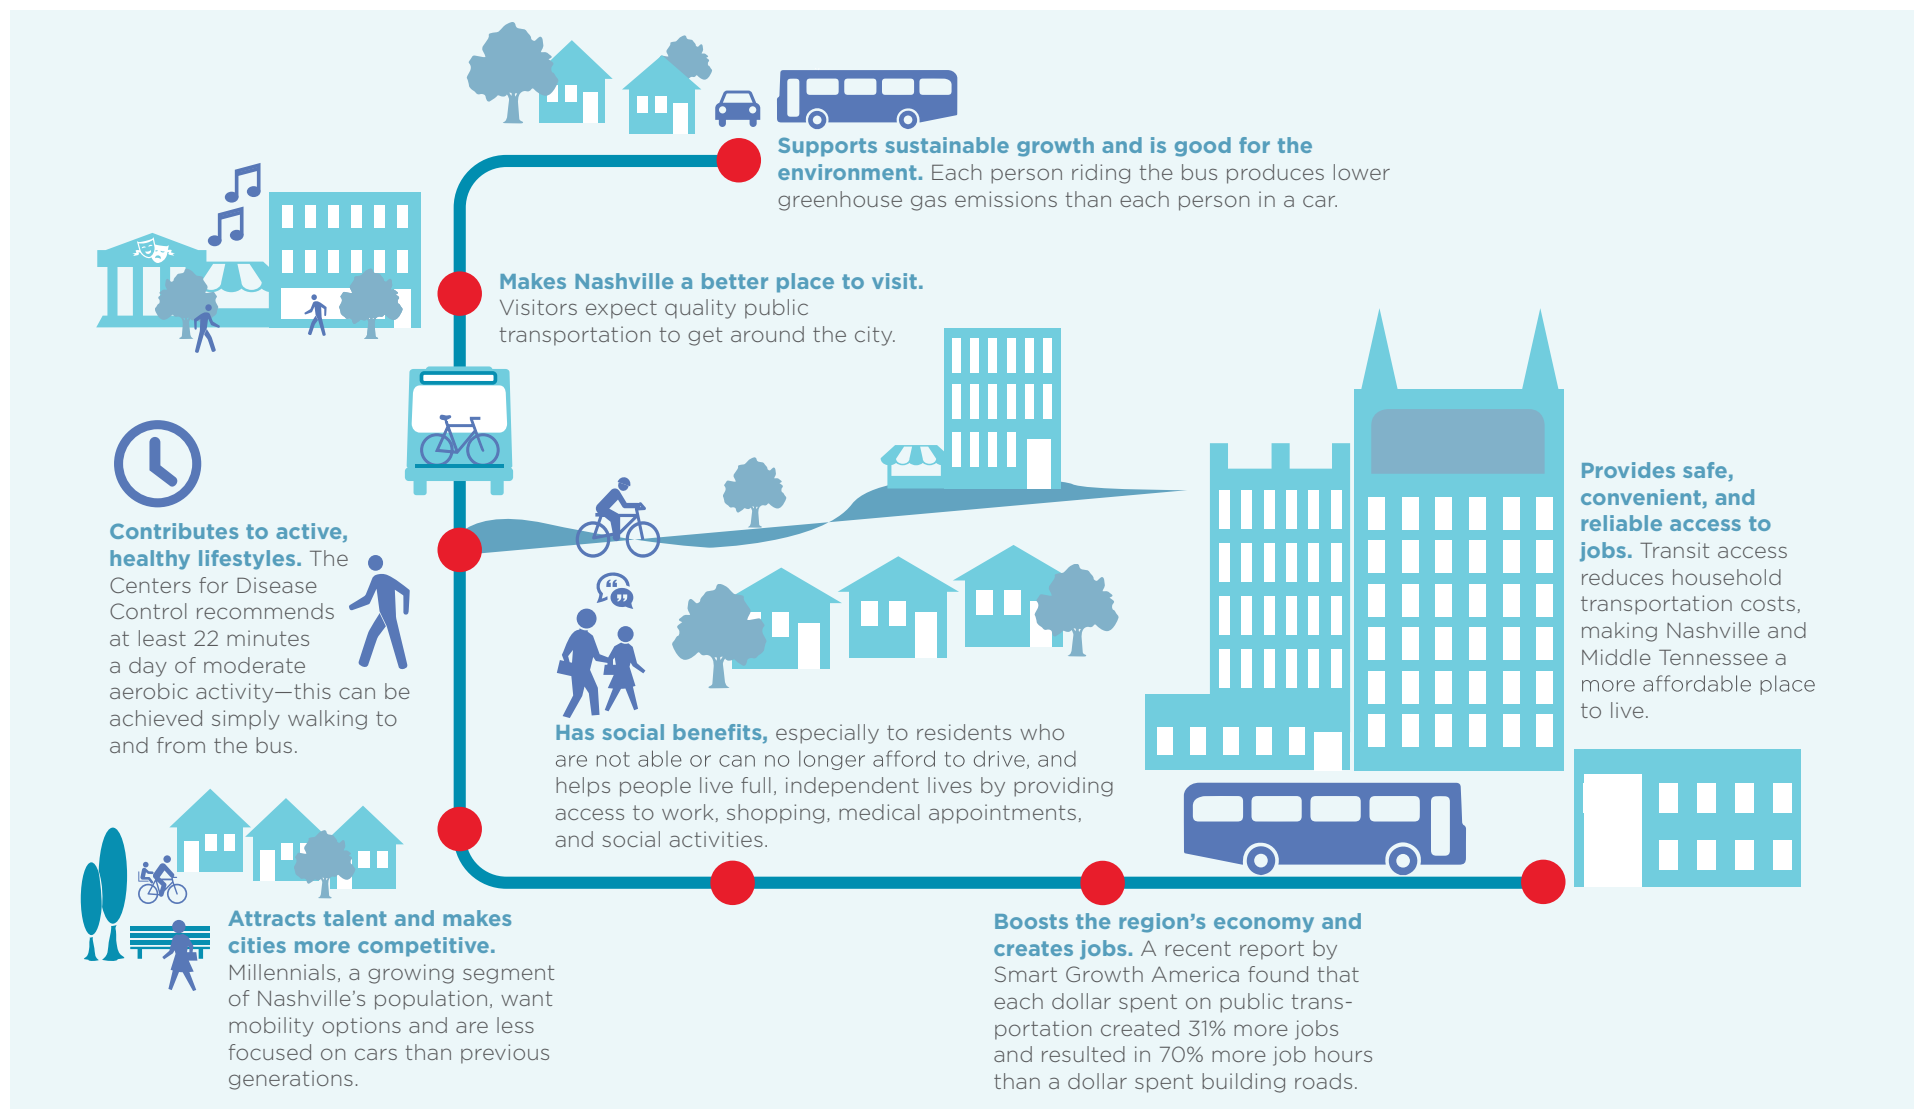 Supports sustainable growth and is good for the
environment. Each person riding the bus produces lower
greenhouse gas emissions than each person in a car.
Makes Nashville a better place to visit.
Visitors expect quality public
transportation to get around the city.
Contributes to active,
healthy lifestyles. The
Centers for Disease
Control recommends
at least 22 minutes
a day of moderate
aerobic activity—this can be
achieved simply walking to
and from the bus.
Provides safe,
convenient, and
reliable access to
jobs. Transit access
reduces household
transportation costs,
making Nashville and
Middle Tennessee a
more affordable place
to live.
Has social benefits, especially to residents who
are not able or can no longer afford to drive, and
helps people live full, independent lives by providing
access to work, shopping, medical appointments,
and social activities.
Attracts talent and makes
cities more competitive.
Millennials, a growing segment
of Nashville’s population, want
mobility options and are less
focused on cars than previous
generations.
Boosts the region’s economy and
creates jobs. A recent report by
Smart Growth America found that
each dollar spent on public trans-
portation created 31% more jobs
and resulted in 70% more job hours
than a dollar spent building roads.